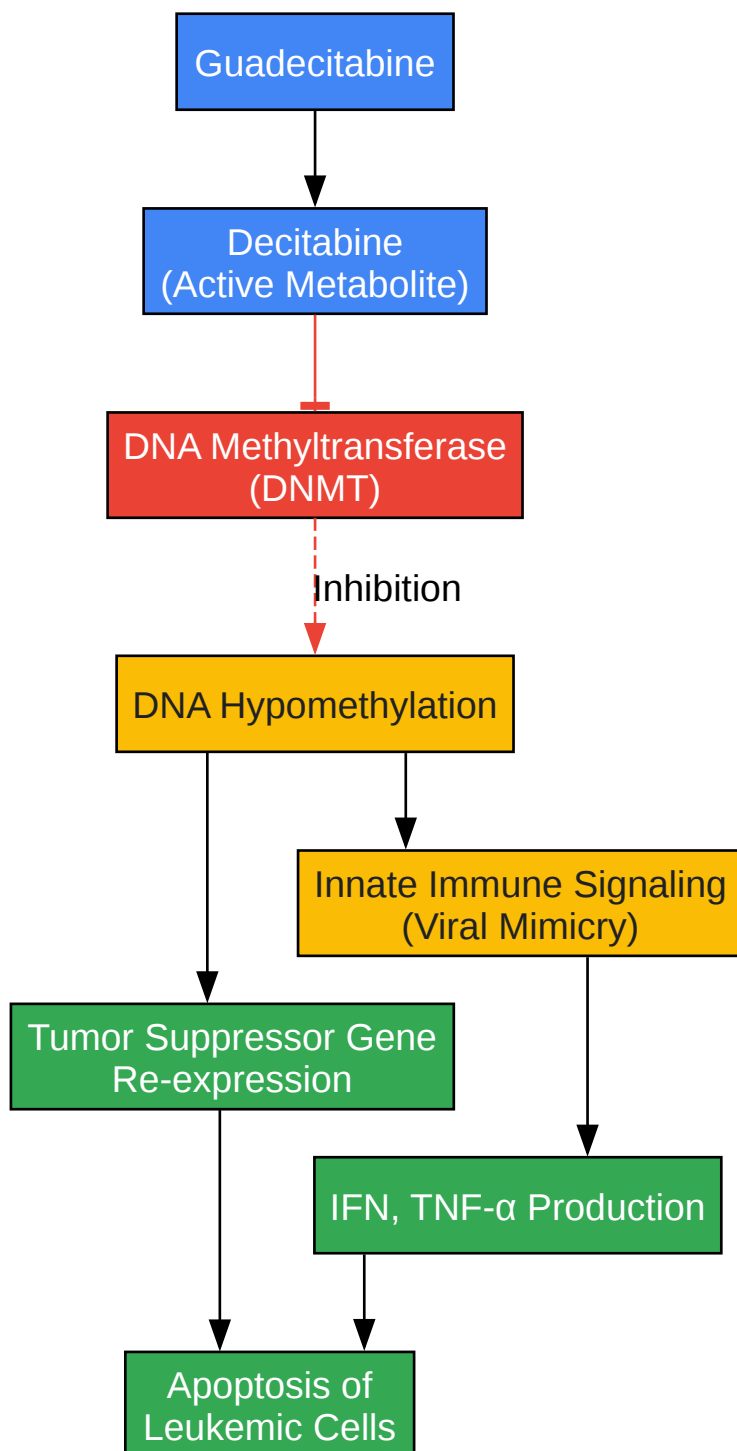 Guadecitabine
Decitabine
(Active Metabolite)
DNA Methyltransferase
(DNMT)
Inhibition
DNA Hypomethylation
Innate Immune Signaling
(Viral Mimicry)
Tumor Suppressor Gene
Re-expression
IFN, TNF-α Production
Apoptosis of
Leukemic Cells